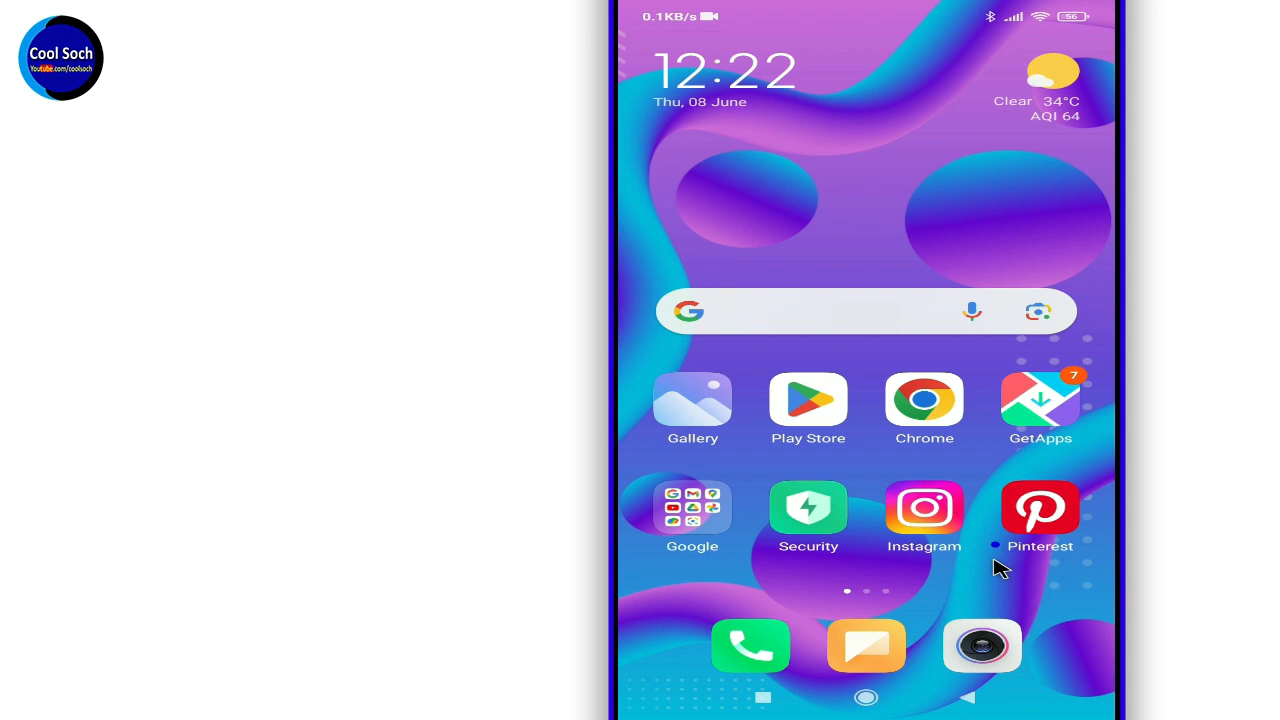 Cool Soch
Youtube.com/coolsoch
0.1KB/s
56
12:22
Thu, 08 June
Clear 34°C
AQI 64
7
Gallery
Play Store
Chrome
GetApps
Google
Security
Instagram
Pinterest